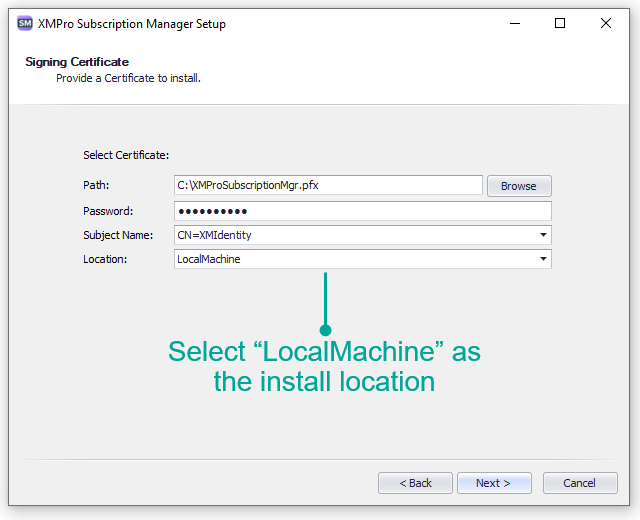 SM XMPro Subscription Manager Setup
Signing Certificate
Provide a Certificate to install.
Select Certificate:
Path: C:\XMProSubscriptionMgr.pfx Browse
Password: ●●●●●●●●●●
Subject Name: CN=XMIdentity
Location: LocalMachine
Select “LocalMachine” as
the install location
< Back Next > Cancel